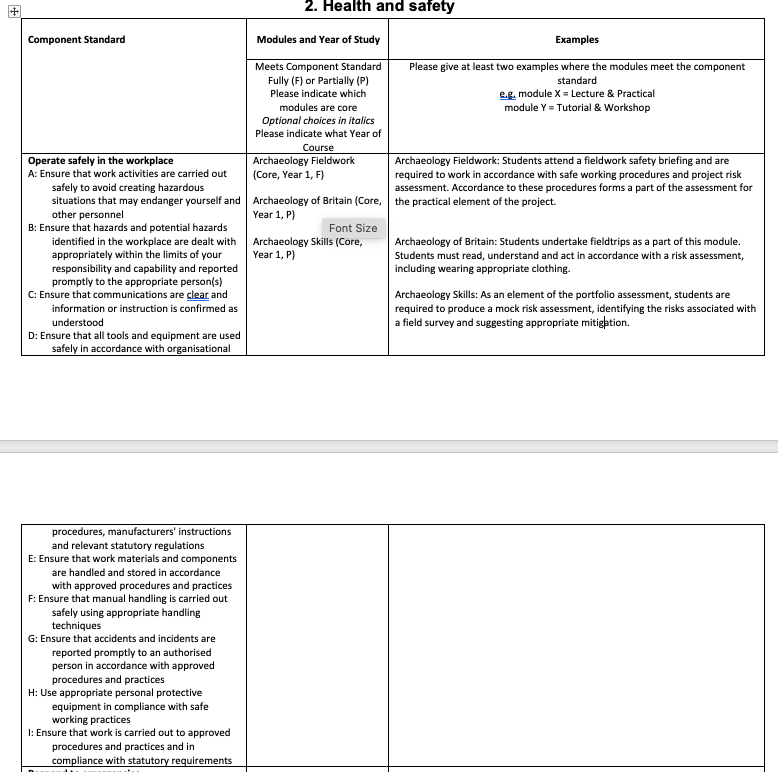 2. Health and safety
Component Standard
Modules and Year of Study
Examples
Meets Component Standard
Fully (F) or Partially (P)
Please indicate which
modules are core
Optional choices in italics
Please indicate what Year of
Course
Please give at least two examples where the modules meet the component
standard
e.g. module X = Lecture & Practical
module Y = Tutorial & Workshop
Operate safely in the workplace
A: Ensure that work activities are carried out
safely to avoid creating hazardous
situations that may endanger yourself and
other personnel
B: Ensure that hazards and potential hazards
identified in the workplace are dealt with
appropriately within the limits of your
responsibility and capability and reported
promptly to the appropriate person(s)
C: Ensure that communications are clear and
information or instruction is confirmed as
understood
D: Ensure that all tools and equipment are used
safely in accordance with organisational
Archaeology Fieldwork
(Core, Year 1, F)
Archaeology of Britain (Core,
Year 1, P)
Font Size
Archaeology Skills (Core,
Year 1, P)
Archaeology Fieldwork: Students attend a fieldwork safety briefing and are
required to work in accordance with safe working procedures and project risk
assessment. Accordance to these procedures forms a part of the assessment for
the practical element of the project.
Archaeology of Britain: Students undertake fieldtrips as a part of this module.
Students must read, understand and act in accordance with a risk assessment,
including wearing appropriate clothing.
Archaeology Skills: As an element of the portfolio assessment, students are
required to produce a mock risk assessment, identifying the risks associated with
a field survey and suggesting appropriate mitigation.
procedures, manufacturers' instructions
and relevant statutory regulations
E: Ensure that work materials and components
are handled and stored in accordance
with approved procedures and practices
F: Ensure that manual handling is carried out
safely using appropriate handling
techniques
G: Ensure that accidents and incidents are
reported promptly to an authorised
person in accordance with approved
procedures and practices
H: Use appropriate personal protective
equipment in compliance with safe
working practices
I: Ensure that work is carried out to approved
procedures and practices and in
compliance with statutory requirements